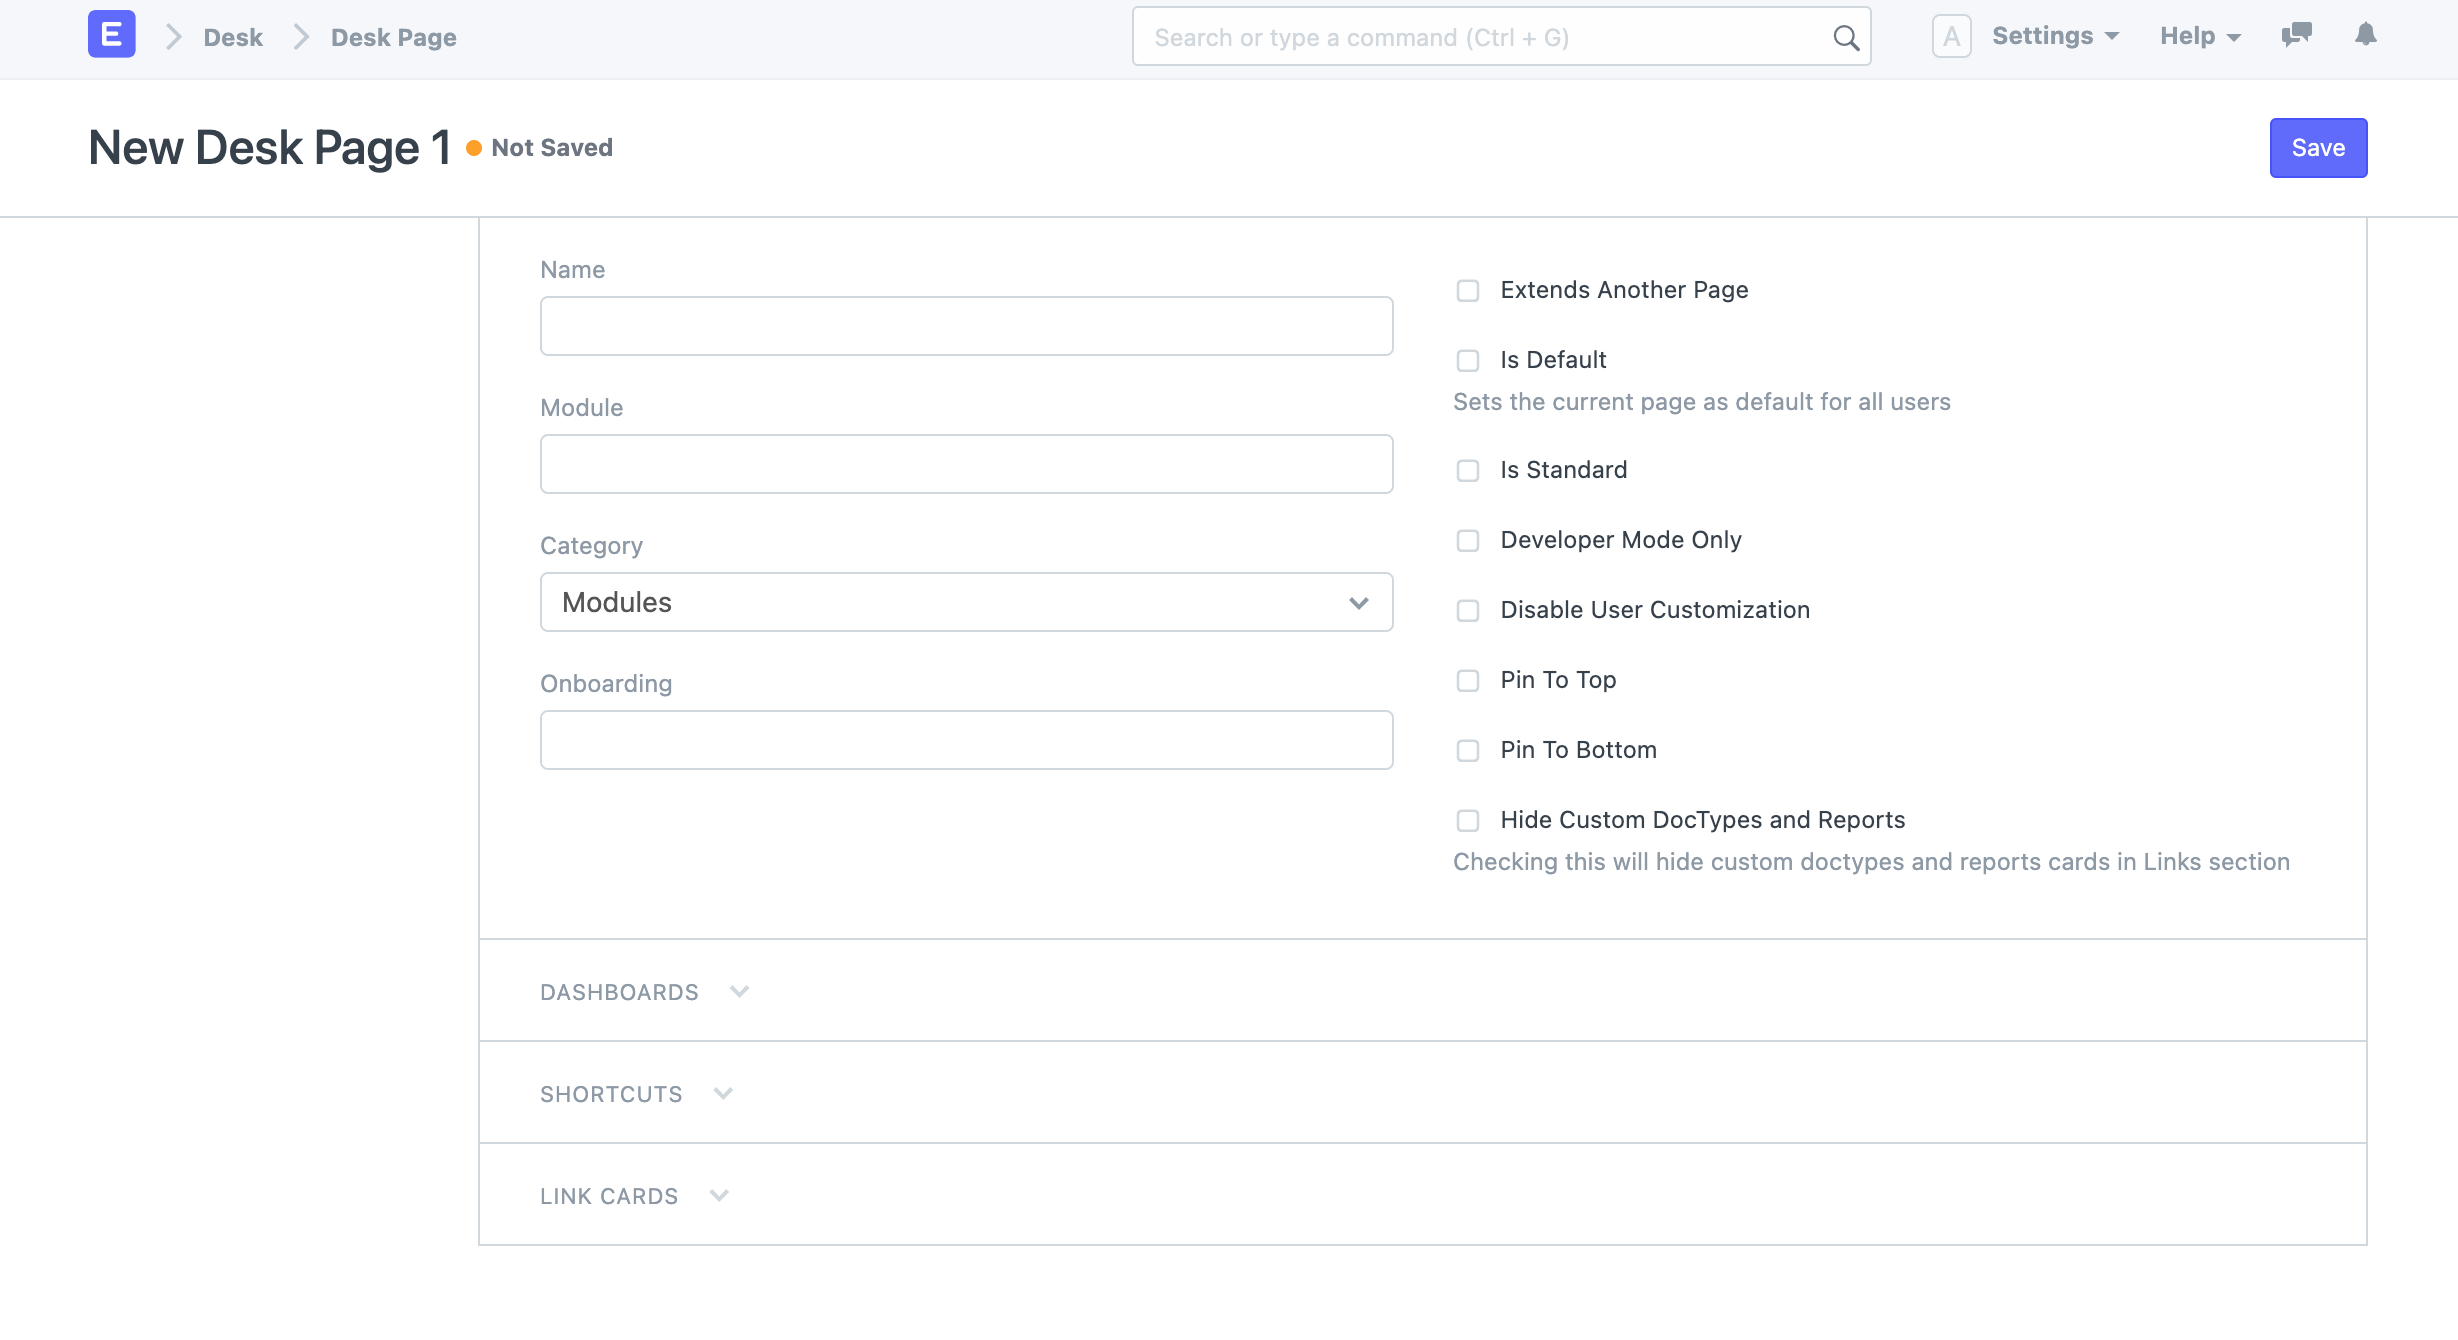 E Desk Desk Page Search or type a command (Ctrl + G) A Settings Help
New Desk Page 1 Not Saved Save
Name
Module
Category
Modules
Onboarding
Extends Another Page
Is Default
Sets the current page as default for all users
Is Standard
Developer Mode Only
Disable User Customization
Pin To Top
Pin To Bottom
Hide Custom DocTypes and Reports
Checking this will hide custom doctypes and reports cards in Links section
DASHBOARDS
SHORTCUTS
LINK CARDS